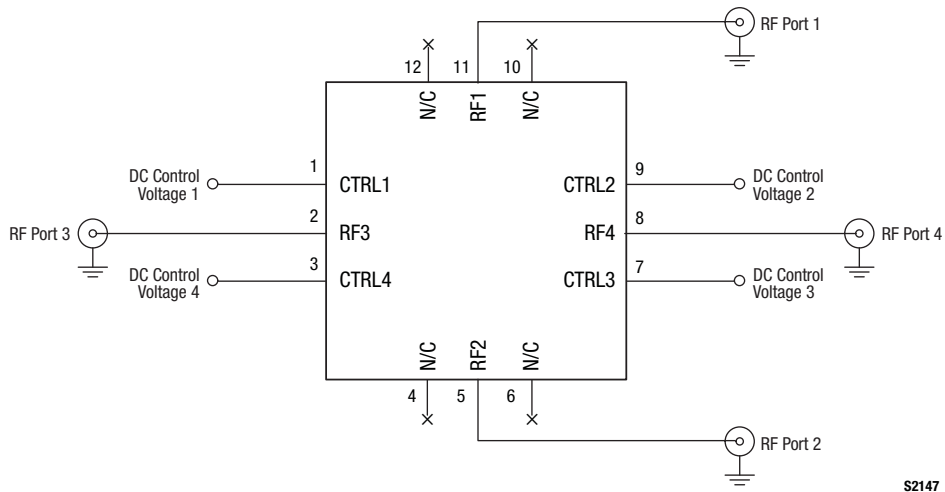 RF Port 1
12
11
10
N/C
RF1
N/C
DC Control
Voltage 1
1
CTRL1
CTRL2
9
DC Control
Voltage 2
RF Port 3
2
RF3
RF4
8
RF Port 4
DC Control
Voltage 4
3
CTRL4
CTRL3
7
DC Control
Voltage 3
N/C
RF2
N/C
4
5
6
RF Port 2
S2147